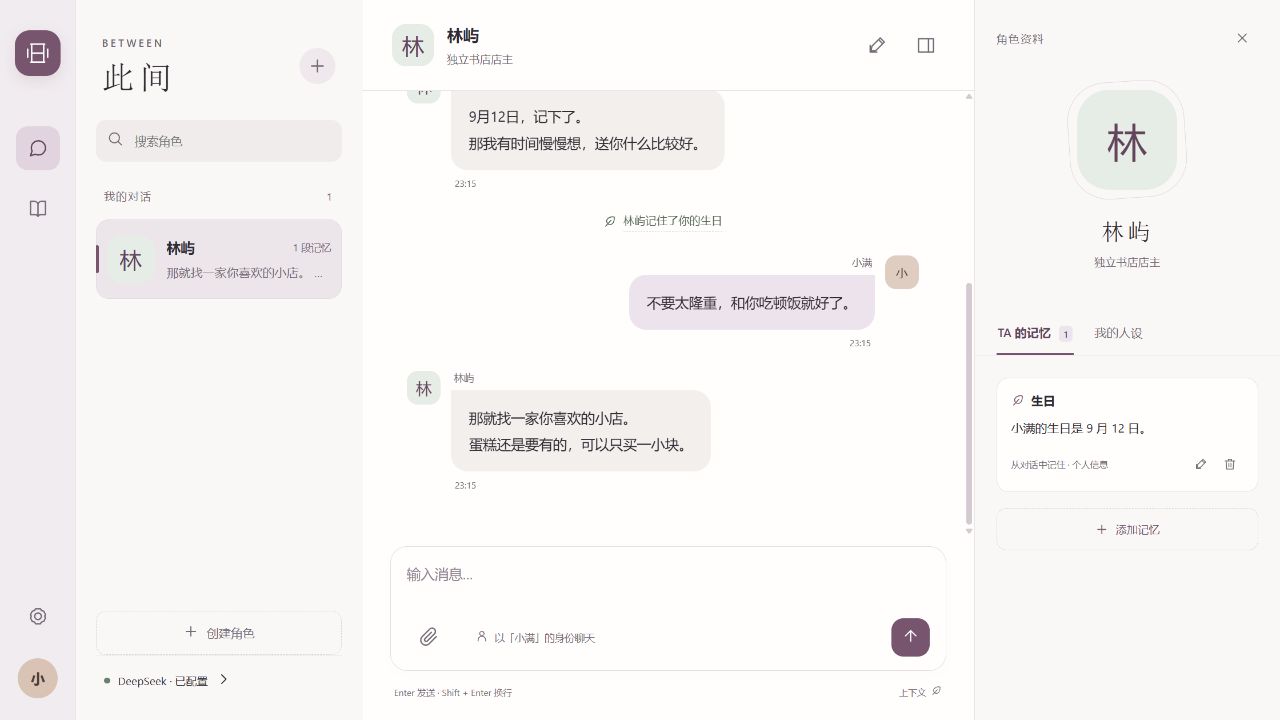 BETWEEN
此间
搜索角色
我的对话 1
林
林屿
1 段记忆
那就找一家你喜欢的小店。 ...
创建角色
DeepSeek · 已配置
小
林
林屿
独立书店店主
9月12日，记下了。
那我有时间慢慢想，送你什么比较好。
23:15
林屿记住了你的生日
小满
小
不要太隆重，和你吃顿饭就好了。
23:15
林
林屿
那就找一家你喜欢的小店。
蛋糕还是要有的，可以只买一小块。
23:15
输入消息...
以「小满」的身份聊天
Enter 发送 · Shift + Enter 换行
上下文
角色资料
林
林屿
独立书店店主
TA 的记忆 1
我的人设
生日
小满的生日是 9 月 12 日。
从对话中记住 · 个人信息
添加记忆